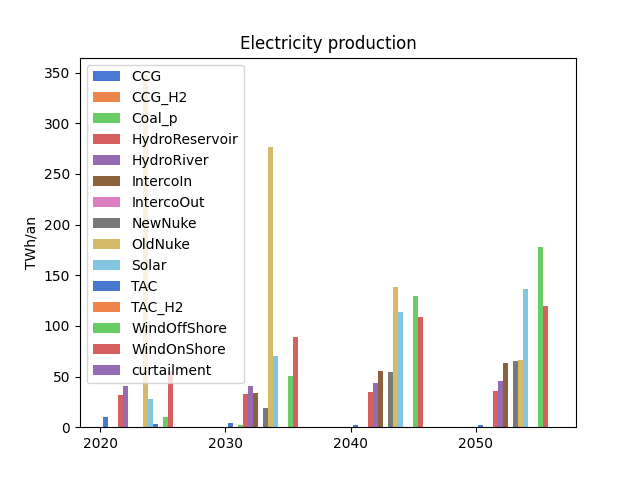 Electricity production
TWh/an
350
300
250
200
150
100
50
0
CCG
CCG_H2
Coal_p
HydroReservoir
HydroRiver
IntercoIn
IntercoOut
NewNuke
OldNuke
Solar
TAC
TAC_H2
WindOffShore
WindOnShore
curtailment
2020 2030 2040 2050